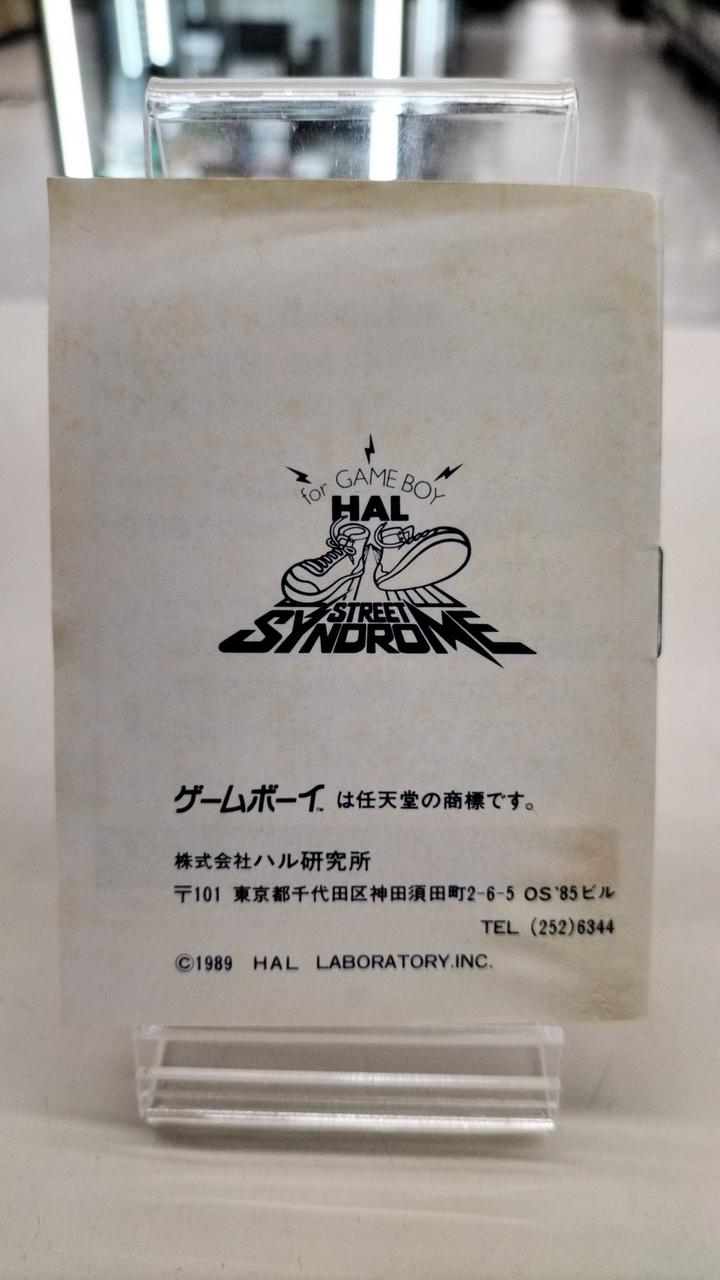 for GAME BOY
HAL
STREET
SYNDROME
ゲームボーイ™は任天堂の商標です。
株式会社ハル研究所
〒101 東京都千代田区神田須田町2-6-5 OS'85ビル
TEL (252)6344
©1989 HAL LABORATORY.INC.